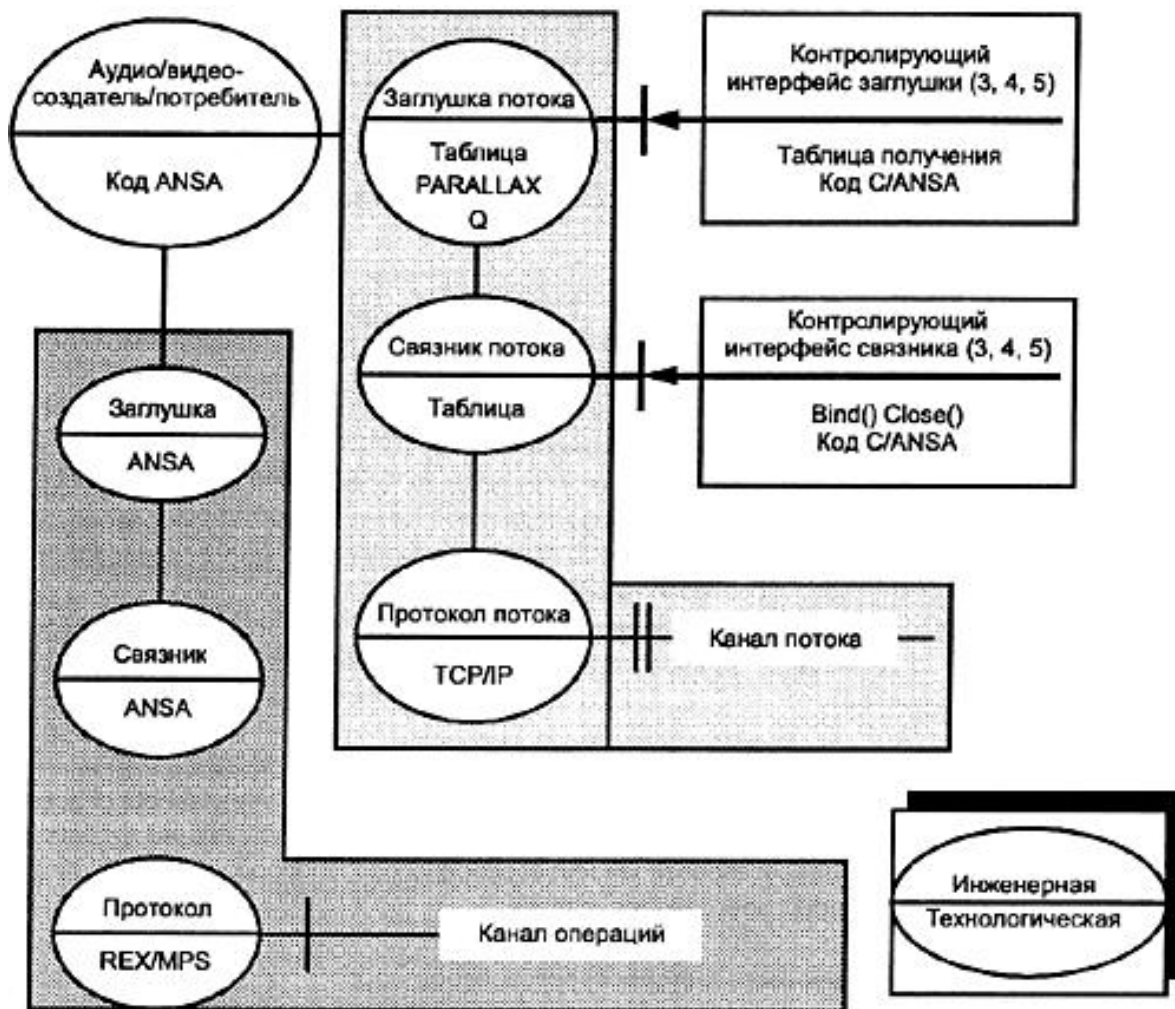 Аудио/видео-
создатель/потребитель
Код ANSA
Заглушка потока
Таблица
PARALLAX
Q
Контролирующий
интерфейс заглушки (3, 4, 5)
Таблица получения
Код C/ANSA
Связник потока
Таблица
Контролирующий
интерфейс связника (3, 4, 5)
Bind() Close()
Код C/ANSA
Заглушка
ANSA
Связник
ANSA
Протокол потока
TCP/IP
Канал потока
Протокол
REX/MPS
Канал операций
Инженерная
Технологическая